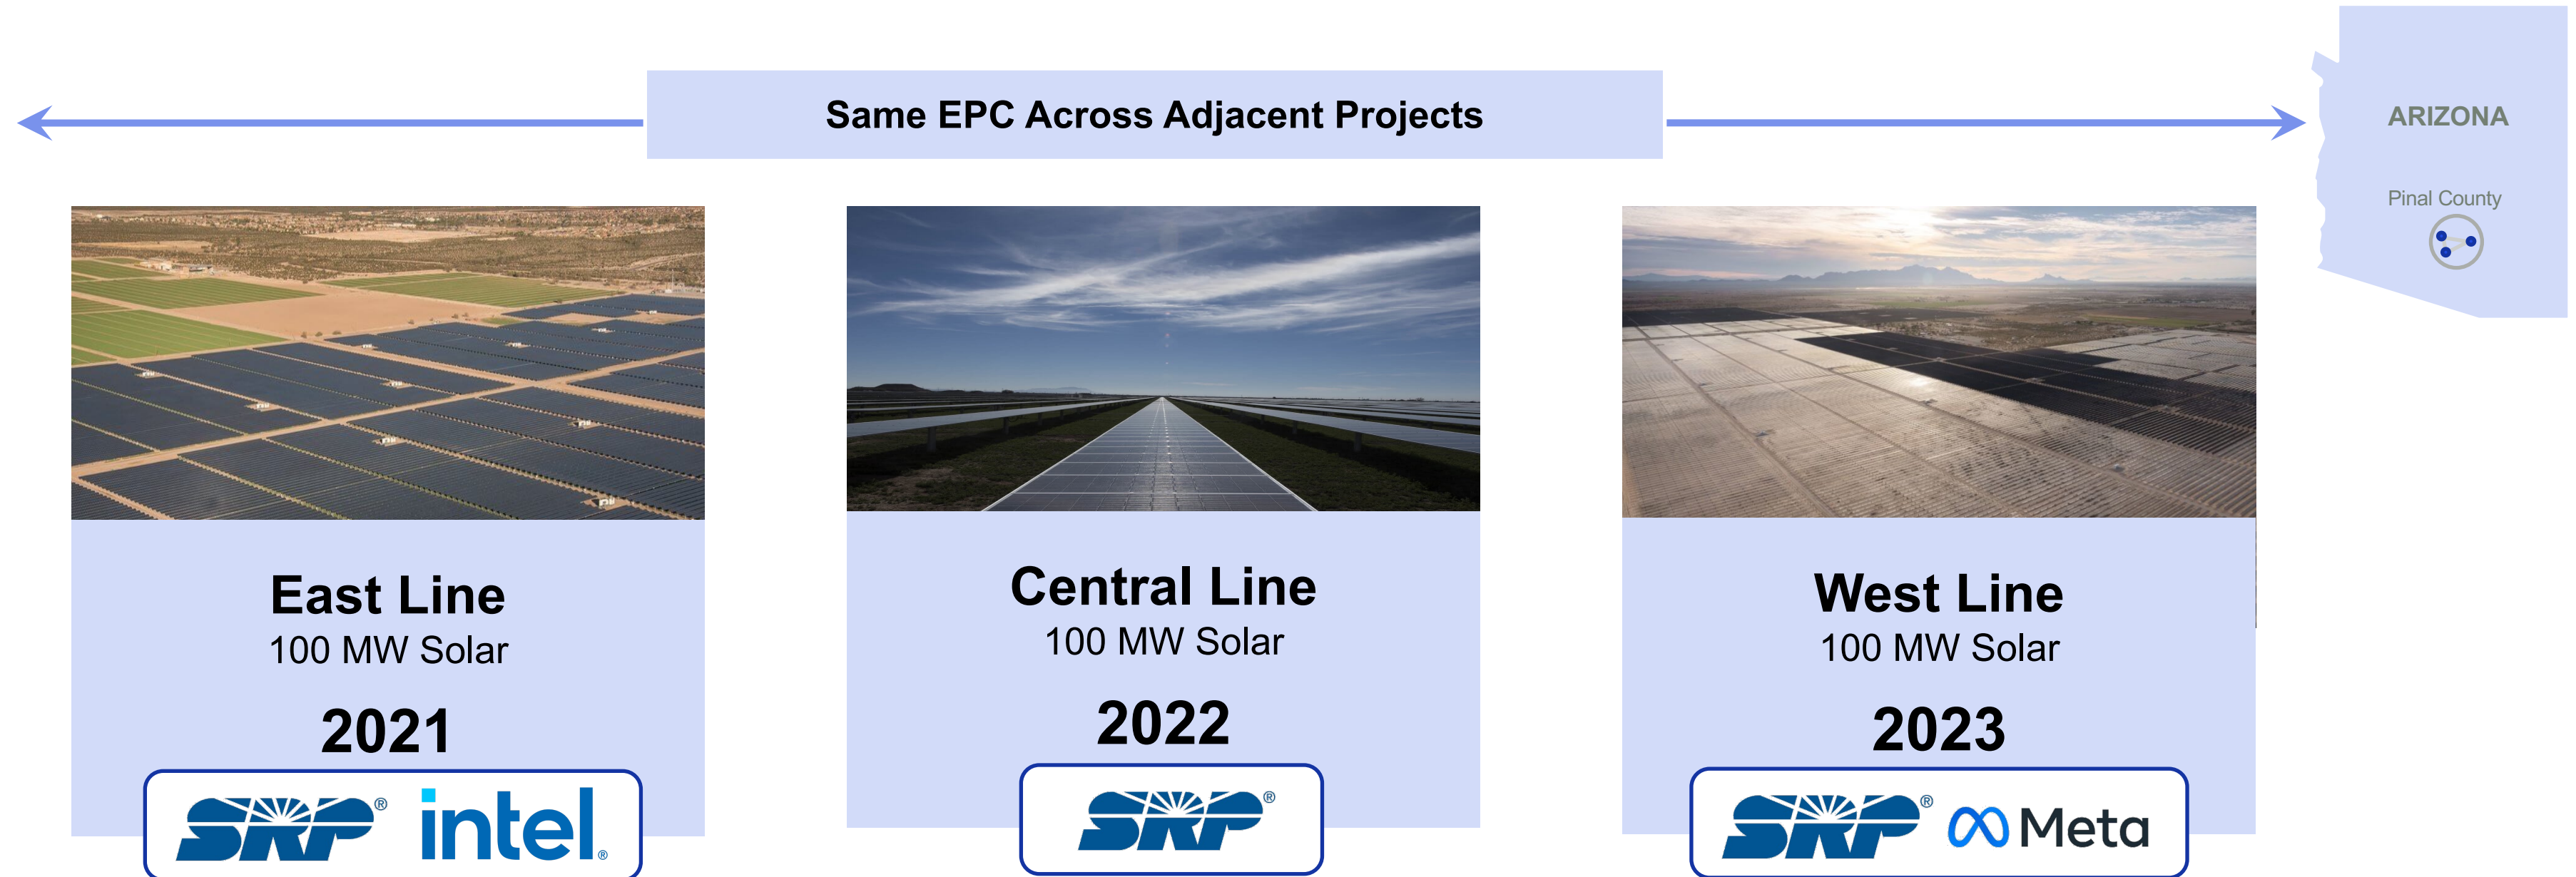 Same EPC Across Adjacent Projects
ARIZONA
Pinal County
East Line
100 MW Solar
2021
SRP® intel®
Central Line
100 MW Solar
2022
SRP®
West Line
100 MW Solar
2023
SRP® Meta